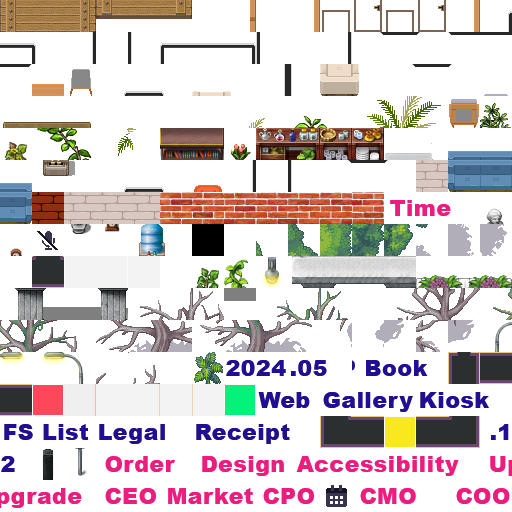 Time
2024.05 Book
Web Gallery Kiosk
FS List Legal Receipt .1
2 Order Design Accessibility Up
pgrade CEO Market CPO CMO COO